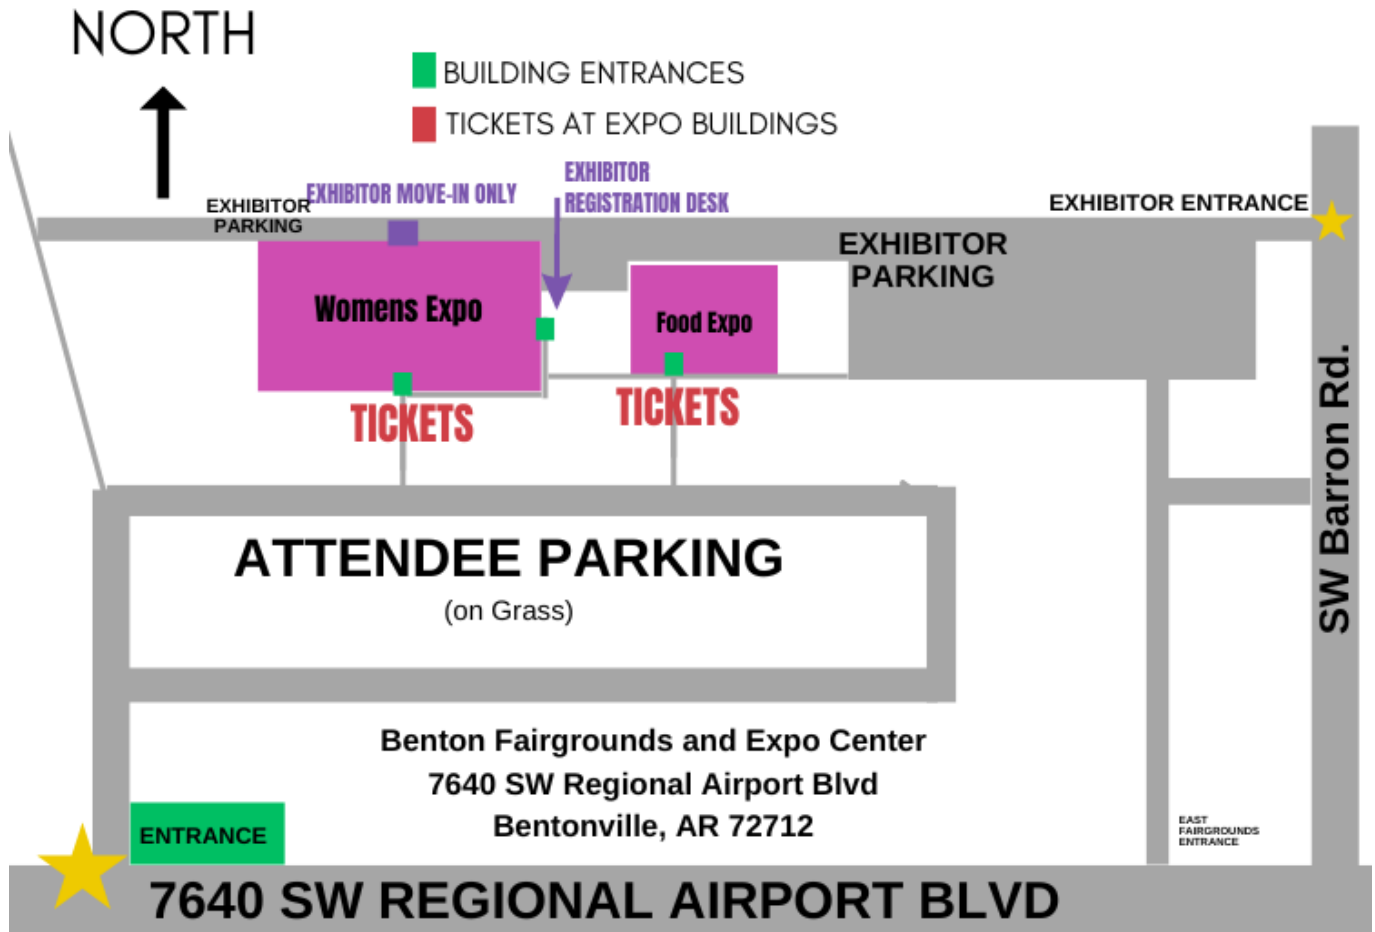 NORTH
BUILDING ENTRANCES
TICKETS AT EXPO BUILDINGS
EXHIBITOR
REGISTRATION DESK
EXHIBITOR MOVE-IN ONLY
EXHIBITOR
PARKING
EXHIBITOR ENTRANCE
EXHIBITOR
PARKING
Womens Expo
Food Expo
TICKETS
TICKETS
SW Barron Rd.
ATTENDEE PARKING
(on Grass)
Benton Fairgrounds and Expo Center
7640 SW Regional Airport Blvd
Bentonville, AR 72712
ENTRANCE
EAST
FAIRGROUNDS
ENTRANCE
7640 SW REGIONAL AIRPORT BLVD